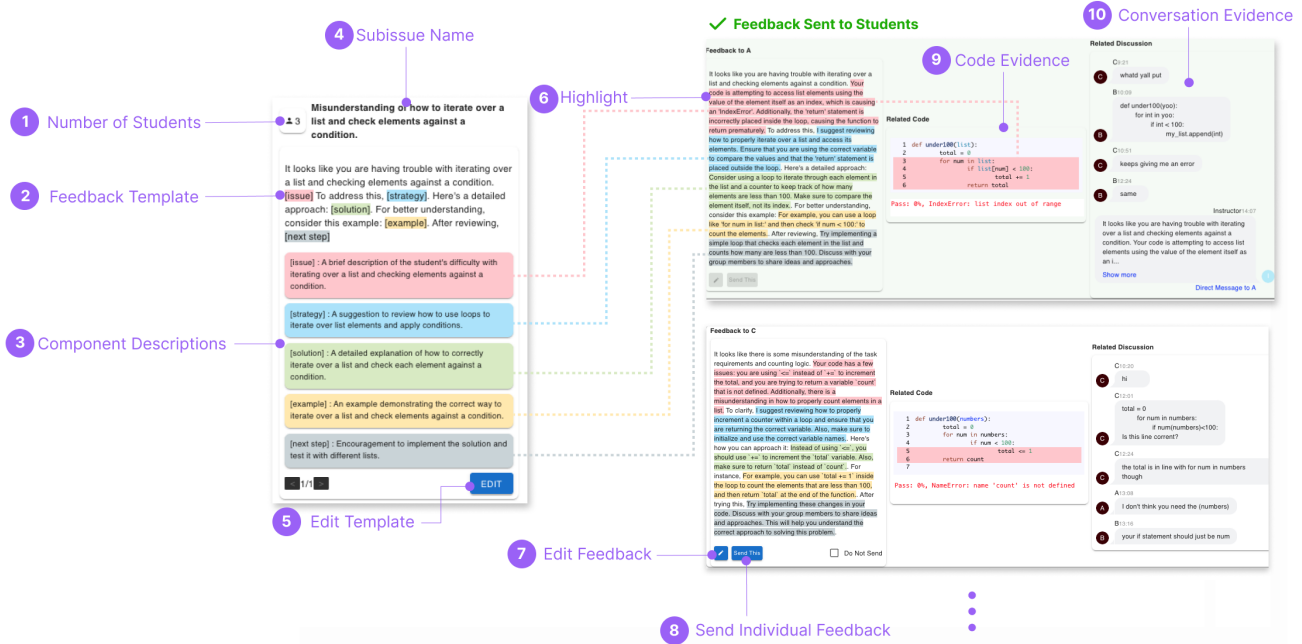 4 Subissue Name
1 Number of Students
3
Misunderstanding of how to iterate over a
list and check elements against a
condition.
2 Feedback Template
It looks like you are having trouble with iterating over
a list and checking elements against a condition.
[issue] To address this, [strategy]. Here's a detailed
approach: [solution]. For better understanding,
consider this example: [example]. After reviewing,
[next step]
3 Component Descriptions
[issue] : A brief description of the student's difficulty with
iterating over a list and checking elements against a
condition.
[strategy] : A suggestion to review how to use loops to
iterate over list elements and apply conditions.
[solution] : A detailed explanation of how to correctly
iterate over a list and check each element against a
condition.
[example] : An example demonstrating the correct way to
iterate over a list and check elements against a condition.
[next step] : Encouragement to implement the solution and
test it with different lists.
< 1/1 >
EDIT
5 Edit Template
Feedback Sent to Students
6 Highlight
Feedback to A
It looks like you are having trouble with iterating over a
list and checking elements against a condition. Your
code is attempting to access list elements using the
value of the element itself as an index, which is causing
an 'IndexError'. Additionally, the 'return' statement is
incorrectly placed inside the loop, causing the function to
return prematurely. To address this, I suggest reviewing
how to properly iterate over a list and access its
elements. Ensure that you are using the correct variable
to compare the values and that the 'return' statement is
placed outside the loop.. Here's a detailed approach:
Consider using a loop to iterate through each element in
the list and a counter to keep track of how many
elements are less than 100. Make sure to compare the
element itself, not its index.. For better understanding,
consider this example: For example, you can use a loop
like 'for num in list:' and then check 'if num < 100:' to
count the elements.. After reviewing, Try implementing a
simple loop that checks each element in the list and
counts how many are less than 100. Discuss with your
group members to share ideas and approaches.
Send This
9 Code Evidence
Related Code
1 def under100(list):
2 total = 0
3 for num in list:
4 if list[num] < 100:
5 total += 1
6 return total
Pass: 0%, IndexError: list index out of range
10 Conversation Evidence
Related Discussion
C9:21
C
whatd yall put
B10:09
def under100(yoo):
for int in yoo:
if int < 100:
my_list.append(int)
B
C10:51
C
keeps giving me an error
B12:24
B
same
Instructor14:07
It looks like you are having trouble with iterating
over a list and checking elements against a
condition. Your code is attempting to access list
elements using the value of the element itself as
an i...
Show more
Direct Message to A
Feedback to C
It looks like there is some misunderstanding of the task
requirements and counting logic. Your code has a few
issues: you are using `<=` instead of `+=` to increment
the total, and you are trying to return a variable `count`
that is not defined. Additionally, there is a
misunderstanding in how to properly count elements in a
list. To clarify, I suggest reviewing how to properly
increment a counter within a loop and ensure that you
are returning the correct variable. Also, make sure to
initialize and use the correct variable names.. Here's
how you can approach it: Instead of using `<=`, you
should use `+=` to increment the `total` variable. Also,
make sure to return `total` instead of `count`.. For
instance, For example, you can use `total += 1` inside
the loop to count the elements that are less than 100,
and then return `total` at the end of the function.. After
trying this, Try implementing these changes in your
code. Discuss with your group members to share ideas
and approaches. This will help you understand the
correct approach to solving this problem..
7 Edit Feedback
Send This
Do Not Send
8 Send Individual Feedback
Related Code
1 def under100(numbers):
2 total = 0
3 for num in numbers:
4 if num < 100:
5 total <= 1
6 return count
7
Pass: 0%, NameError: name 'count' is not defined
Related Discussion
C10:20
C
hi
C12:01
total = 0
for num in numbers:
if num(numbers)<100:
Is this line corrent?
C
C12:24
the total is in line with for num in numbers
though
C
A13:08
A
I don't think you need the (numbers)
B13:16
B
your if statement should just be num